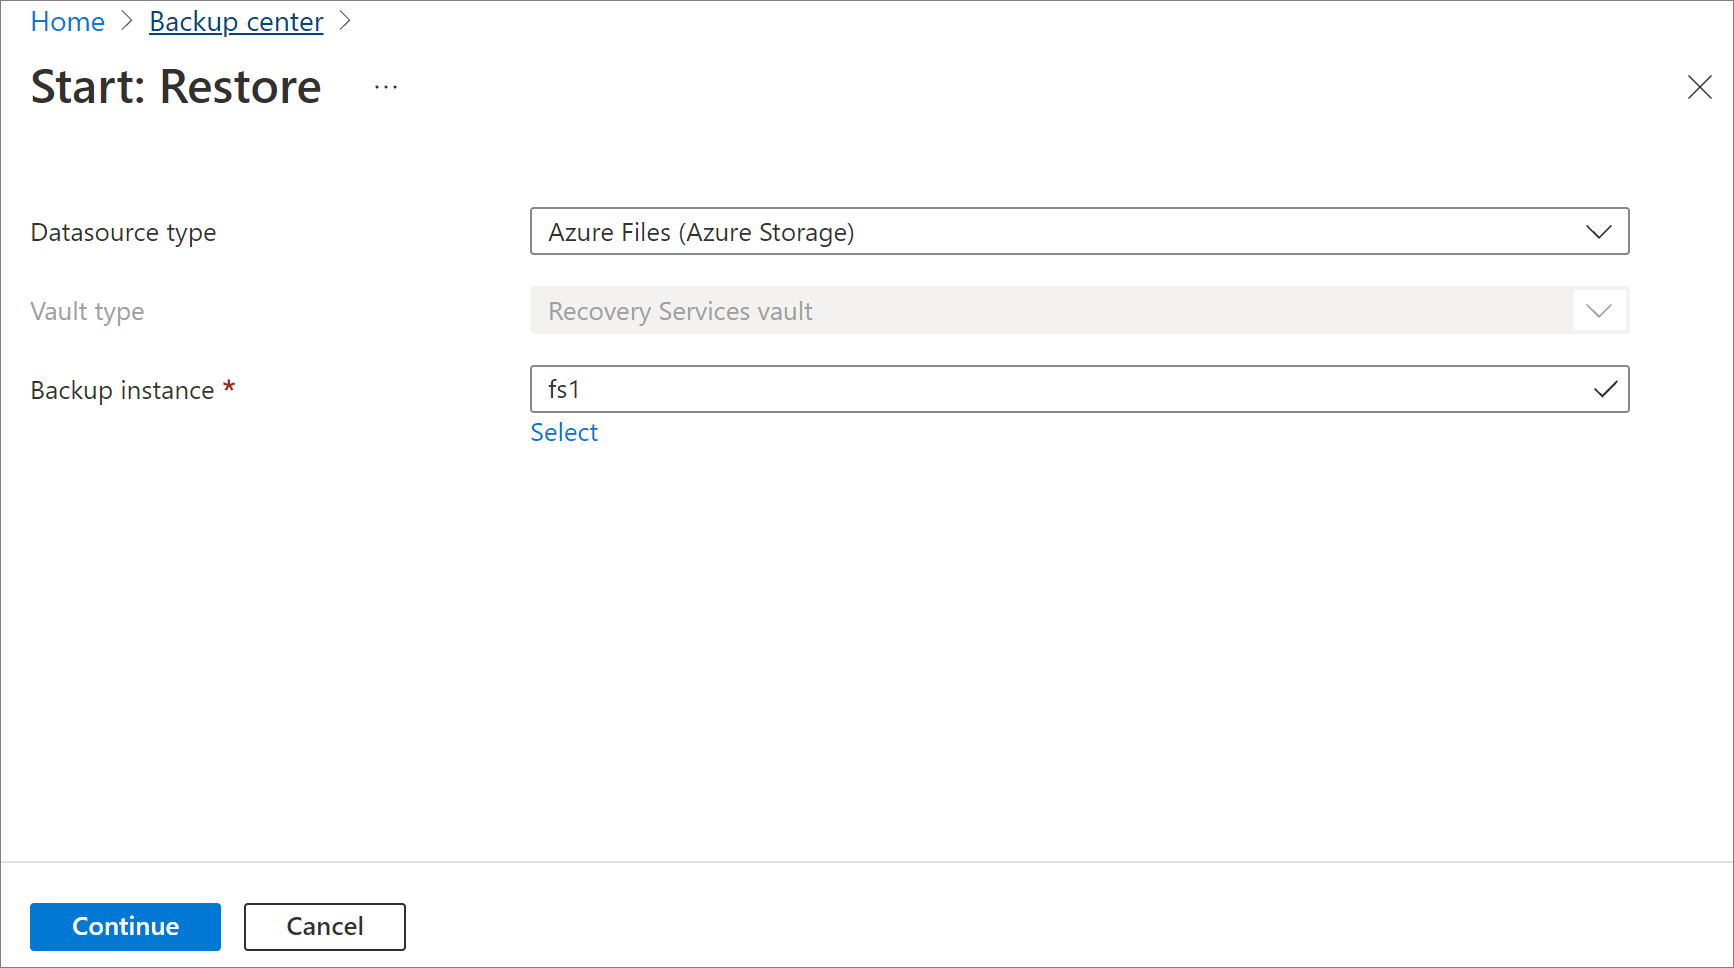 Home > Backup center >
Start: Restore ...
Datasource type Azure Files (Azure Storage)
Vault type Recovery Services vault
Backup instance * fs1
Select
Continue Cancel